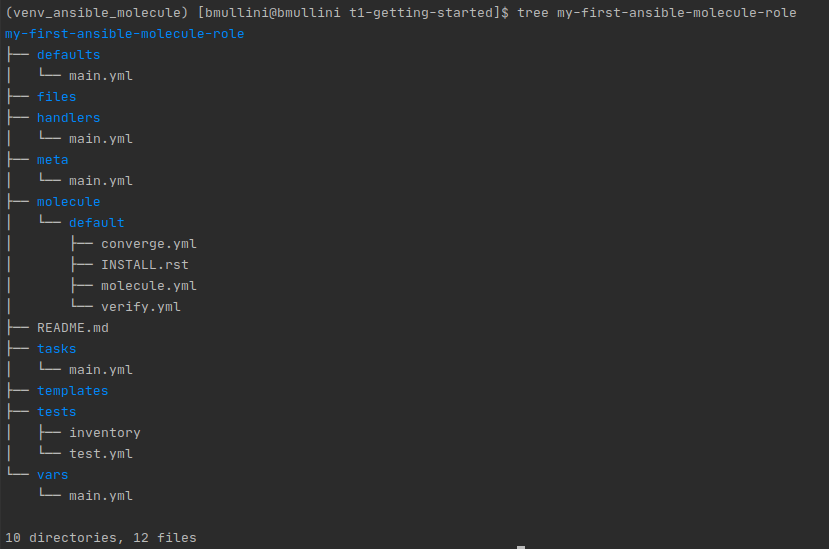 (venv_ansible_molecule) [bmullini@bmullini t1-getting-started]$ tree my-first-ansible-molecule-role
my-first-ansible-molecule-role
├── defaults
│   └── main.yml
├── files
├── handlers
│   └── main.yml
├── meta
│   └── main.yml
├── molecule
│   └── default
│       ├── converge.yml
│       ├── INSTALL.rst
│       ├── molecule.yml
│       └── verify.yml
├── README.md
├── tasks
│   └── main.yml
├── templates
├── tests
│   ├── inventory
│   └── test.yml
└── vars
    └── main.yml

10 directories, 12 files